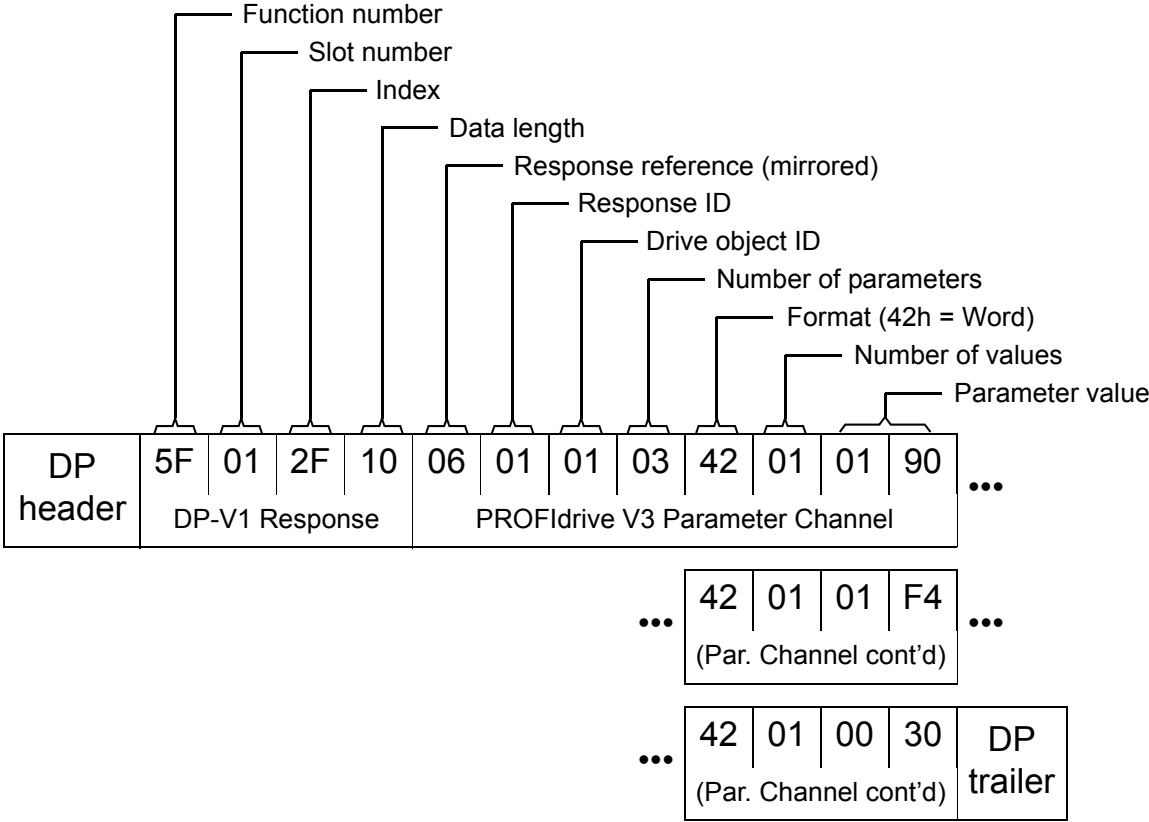 Function number
Slot number
Index
Data length
Response reference (mirrored)
Response ID
Drive object ID
Number of parameters
Format (42h = Word)
Number of values
Parameter value
DP header
5F 01 2F 10 06 01 01 03 42 01 01 90
•••
DP-V1 Response
PROFIdrive V3 Parameter Channel
••• 42 01 01 F4 •••
(Par. Channel cont’d)
••• 42 01 00 30
(Par. Channel cont’d)
DP trailer